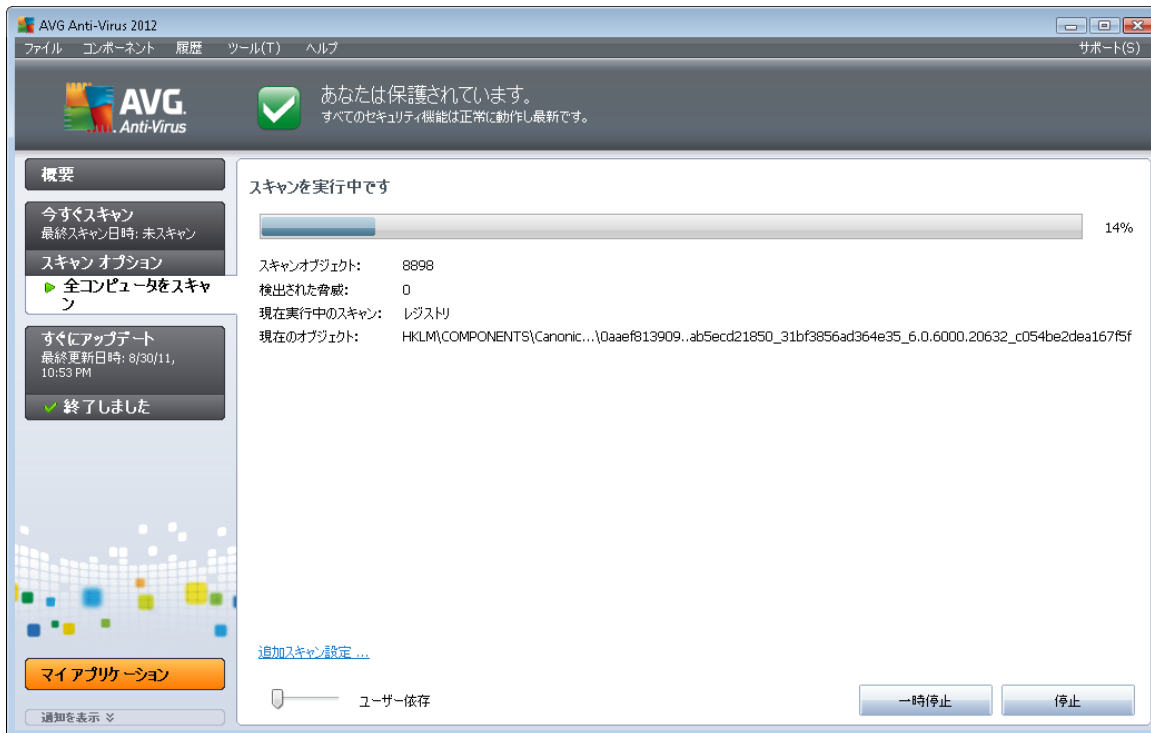 AVG Anti-Virus 2012
ファイル コンポーネント 履歴 ツール(T) ヘルプ サポート(S)
AVG.
Anti-Virus
あなたは保護されています。
すべてのセキュリティ機能は正常に動作し最新です。
概要
今すぐスキャン
最終スキャン日時: 未スキャン
スキャン オプション
全コンピュータをスキャ
ン
すぐにアップデート
最終更新日時: 8/30/11,
10:53 PM
終了しました
マイ アプリケーション
通知を表示
スキャンを実行中です
14%
スキャンオブジェクト: 8898
検出された脅威: 0
現在実行中のスキャン: レジストリ
現在のオブジェクト: HKLM\COMPONENTS\Canonic...\0aaef813909..ab5ecd21850_31bf3856ad364e35_6.0.6000.20632_c054be2dea167f5f
追加スキャン設定 ...
ユーザー依存
一時停止
停止